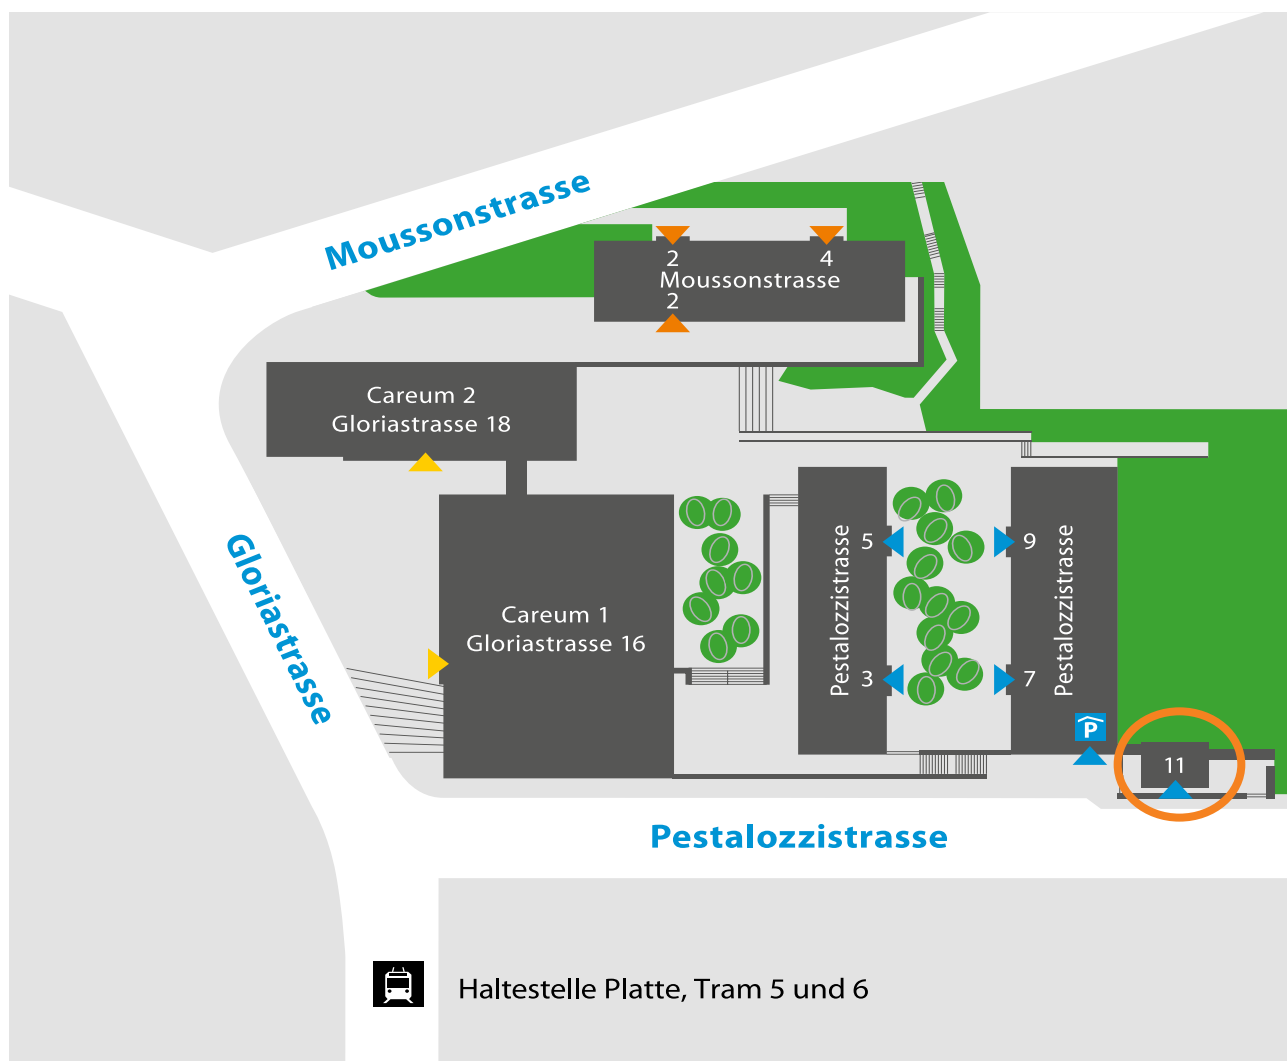 Moussonstrasse
2
4
Moussonstrasse
2
Careum 2
Gloriastrasse 18
Gloriastrasse
Careum 1
Gloriastrasse 16
Pestalozzistrasse
5
3
9
7
Pestalozzistrasse
P
11
Pestalozzistrasse
Haltestelle Platte, Tram 5 und 6